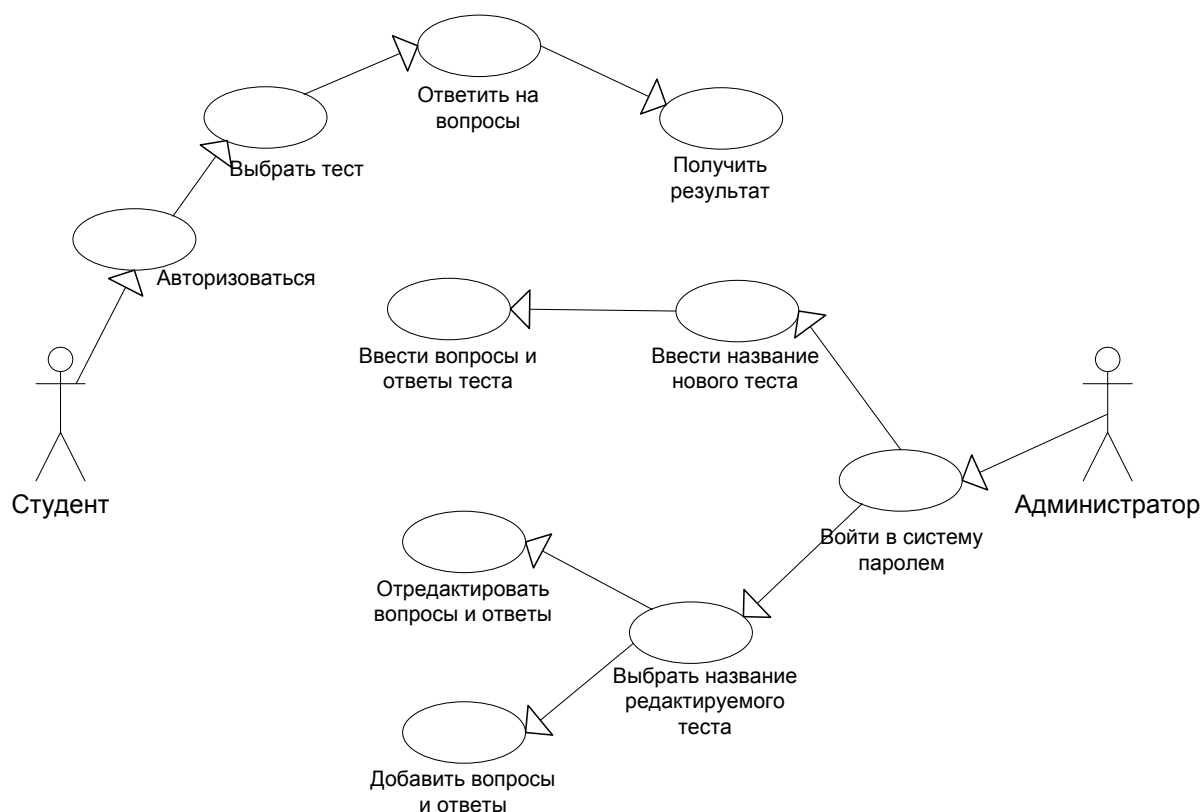 Ответить на
вопросы
Выбрать тест
Получить
результат
Авторизоваться
Ввести вопросы и
ответы теста
Ввести название
нового теста
Студент
Администратор
Войти в систему
паролем
Отредактировать
вопросы и ответы
Выбрать название
редактируемого
теста
Добавить вопросы
и ответы